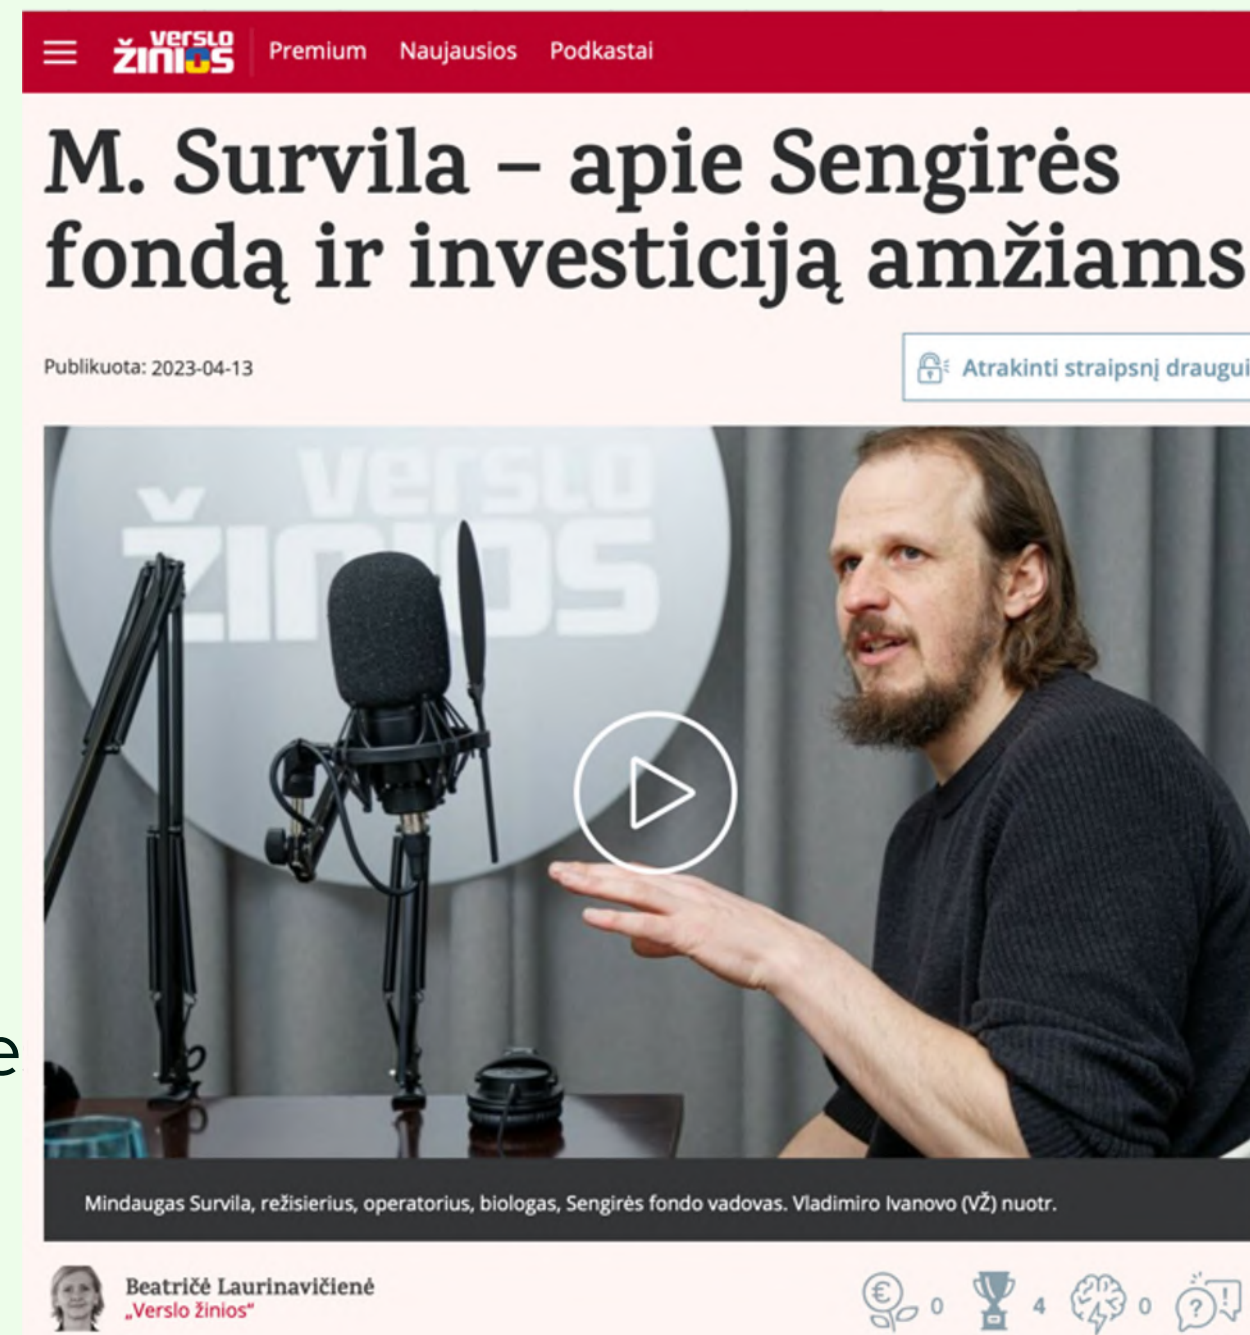 verslo
žinios
Premium Naujausios Podkastai
M. Survila – apie Sengirės
fondą ir investiciją amžiams
Publikuota: 2023-04-13
Atrakinti straipsnį draugui
verslo
žinios
e
Mindaugas Survila, režisierius, operatorius, biologas, Sengirės fondo vadovas. Vladimiro Ivanovo (VŽ) nuotr.
Beatričė Laurinavičienė
„Verslo žinios“
€ 0 4 0 ? !